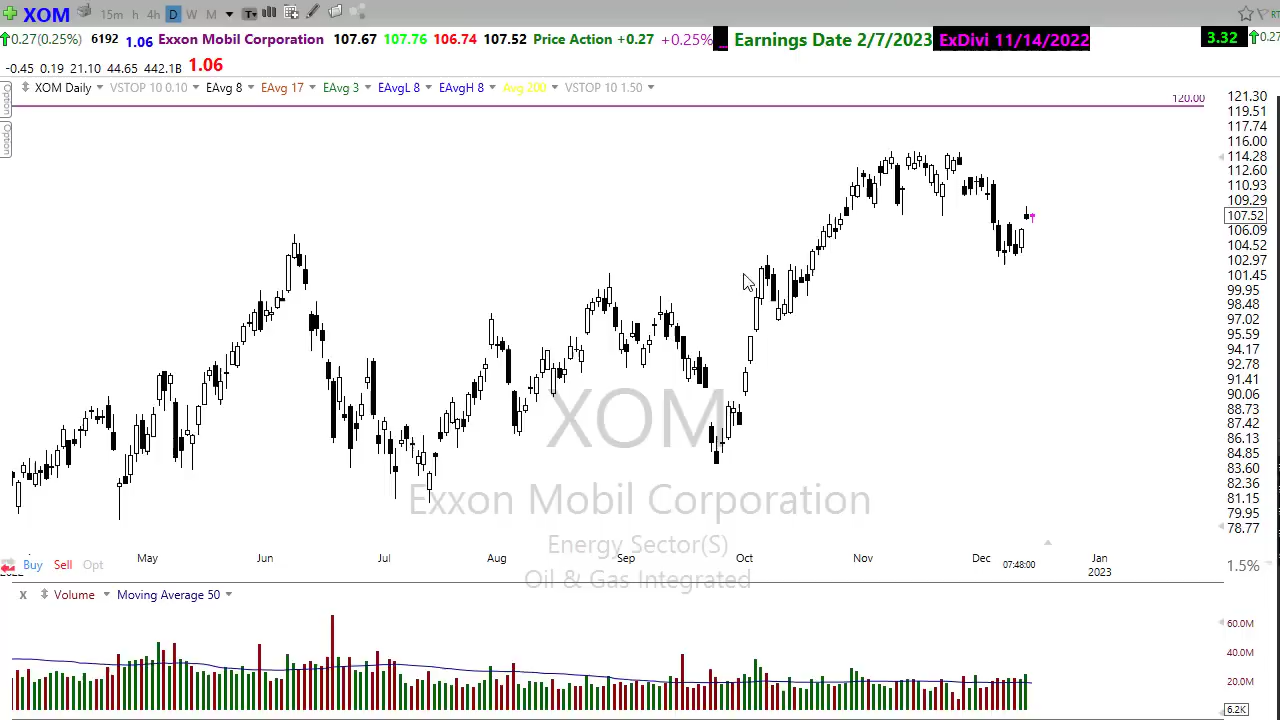 XOM 15m h 4h D W M
0.27(0.25%) 6192 1.06 Exxon Mobil Corporation 107.67 107.76 106.74 107.52 Price Action +0.27 +0.25% Earnings Date 2/7/2023 ExDivi 11/14/2022 3.32 0.27
-0.45 0.19 21.10 44.65 442.1B 1.06
XOM Daily VSTOP 10 0.10 EAvg 8 EAvg 17 EAvg 3 EAvgL 8 EAvgH 8 Avg 200 VSTOP 10 1.50
Option
Option
120.00
121.30
119.51
117.74
116.00
114.28
112.60
110.93
109.29
107.52
106.09
104.52
102.97
101.45
99.95
98.48
97.02
95.59
94.17
92.78
91.41
90.06
88.73
87.42
86.13
84.85
83.60
82.36
81.15
79.95
78.77
XOM
Exxon Mobil Corporation
Energy Sector(S)
Oil & Gas Integrated
May Jun Jul Aug Sep Oct Nov Dec Jan
07:48:00 2023
Buy Sell Opt
1.5%
X Volume Moving Average 50
60.0M
40.0M
20.0M
6.2K